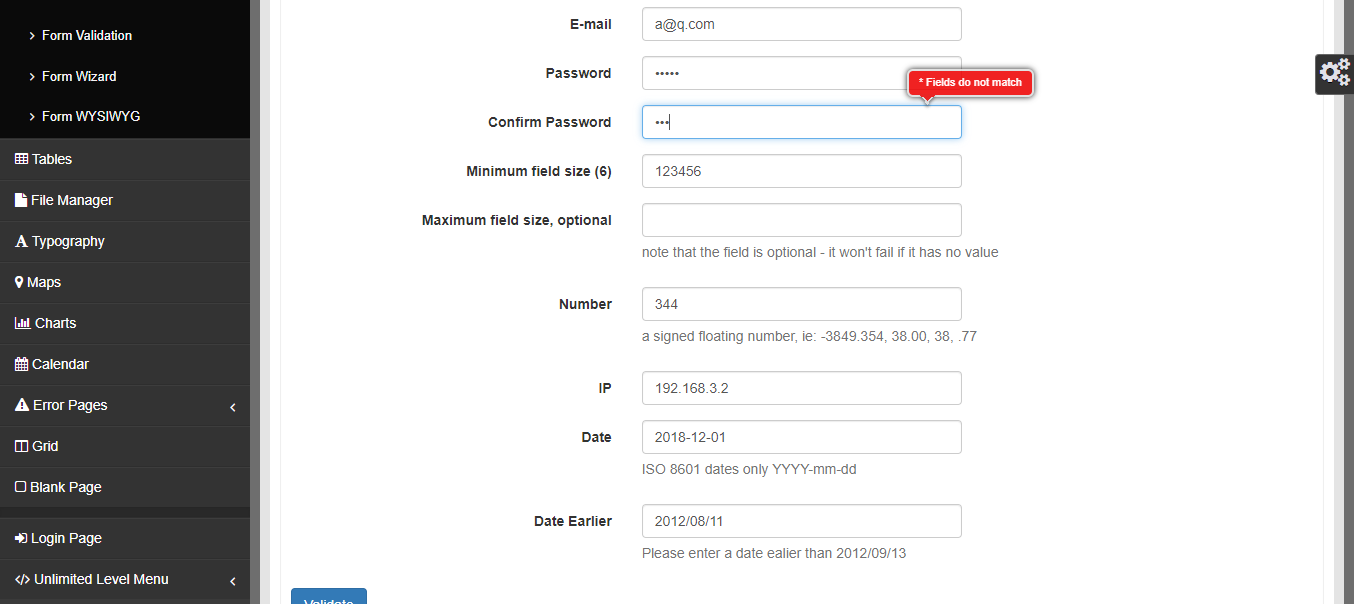 Form Validation
Form Wizard
Form WYSIWYG
Tables
File Manager
Typography
Maps
Charts
Calendar
Error Pages
Grid
Blank Page
Login Page
Unlimited Level Menu
E-mail a@q.com
Password •••••
* Fields do not match
Confirm Password •••
Minimum field size (6) 123456
Maximum field size, optional
note that the field is optional - it won't fail if it has no value
Number 344
a signed floating number, ie: -3849.354, 38.00, 38, .77
IP 192.168.3.2
Date 2018-12-01
ISO 8601 dates only YYYY-mm-dd
Date Earlier 2012/08/11
Please enter a date ealier than 2012/09/13
Validate